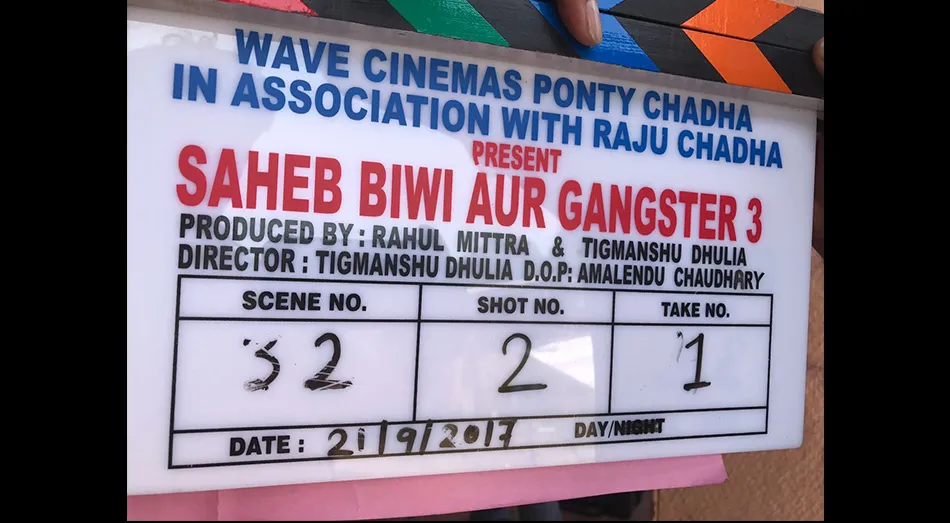 WAVE CINEMAS PONTY CHADHA
IN ASSOCIATION WITH RAJU CHADHA
PRESENT
SAHEB BIWI AUR GANGSTER 3
PRODUCED BY : RAHUL MITTRA & TIGMANSHU DHULIA
DIRECTOR : TIGMANSHU DHULIA D.O.P: AMALENDU CHAUDHARY
SCENE NO. SHOT NO. TAKE NO.
32 2 1
DATE : 21/9/2017 DAY/NIGHT